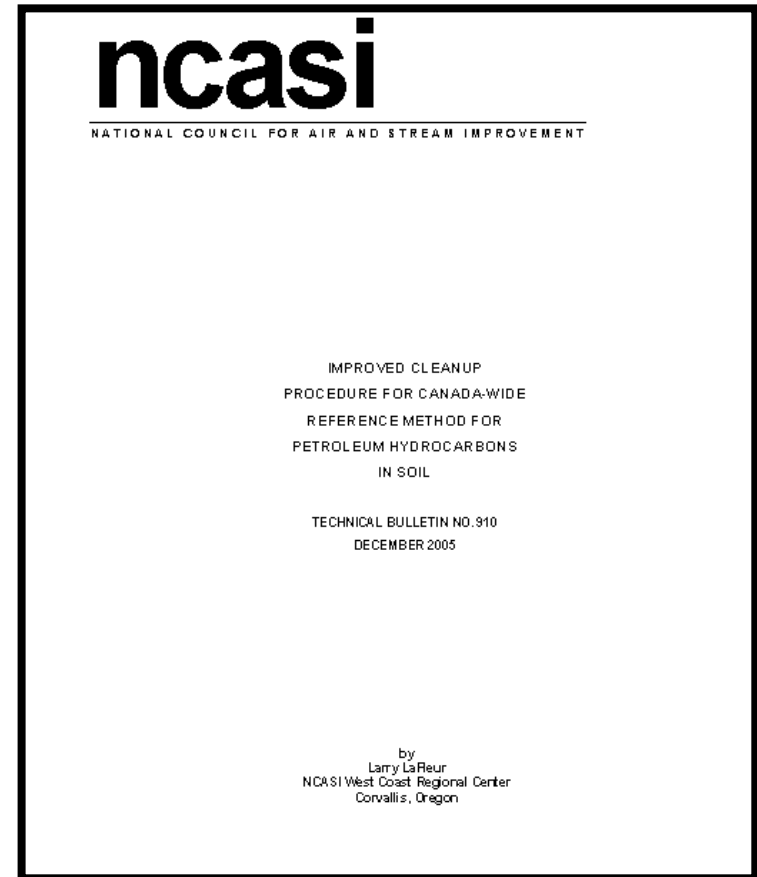 ncasi
NATIONAL COUNCIL FOR AIR AND STREAM IMPROVEMENT
IMPROVED CLEANUP
PROCEDURE FOR CANADA-WIDE
REFERENCE METHOD FOR
PETROLEUM HYDROCARBONS
IN SOIL
TECHNICAL BULLETIN NO.910
DECEMBER 2005
by
Larry LaFleur
NCASI West Coast Regional Center
Corvallis, Oregon